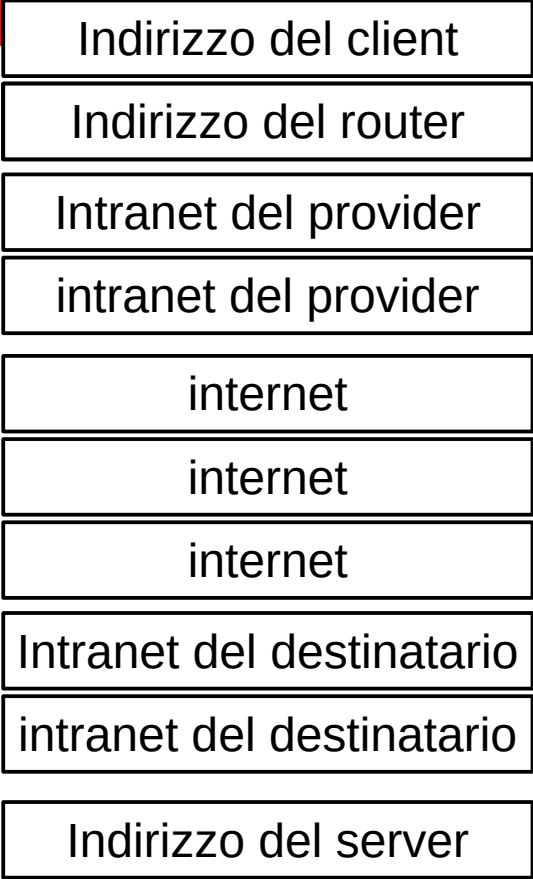 Indirizzo del client
Indirizzo del router
Intranet del provider
intranet del provider
internet
internet
internet
Intranet del destinatario
intranet del destinatario
Indirizzo del server